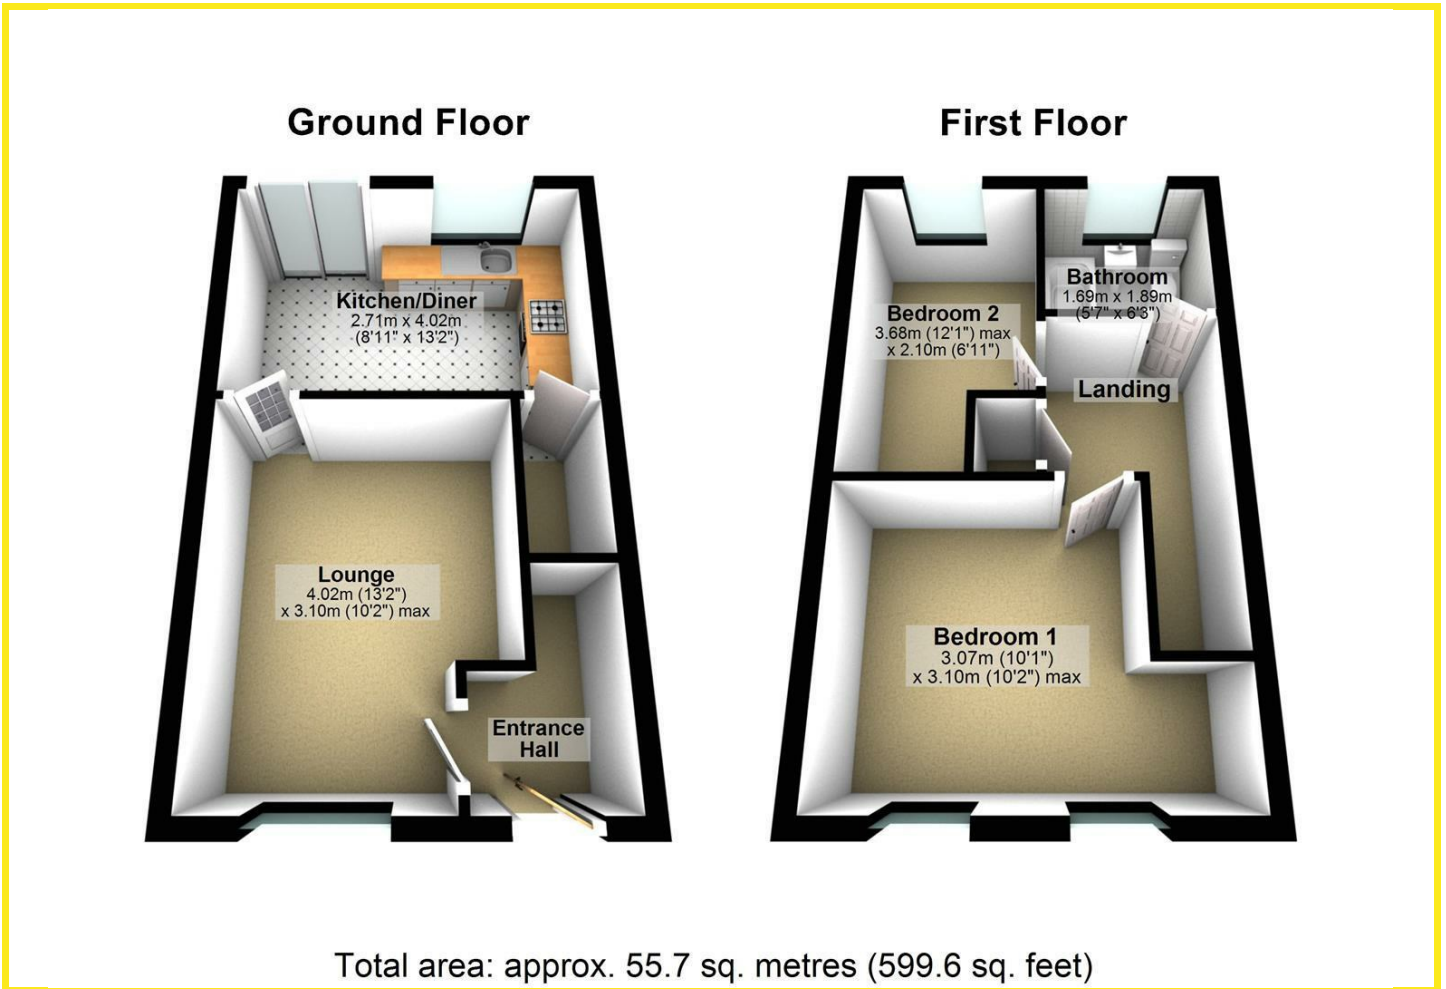 Ground Floor
First Floor
Kitchen/Diner
2.71m x 4.02m
(8'11" x 13'2")
Lounge
4.02m (13'2")
x 3.10m (10'2") max
Entrance
Hall
Bedroom 2
3.68m (12'1") max
x 2.10m (6'11")
Bathroom
1.69m x 1.89m
(5'7" x 6'3")
Landing
Bedroom 1
3.07m (10'1")
x 3.10m (10'2") max
Total area: approx. 55.7 sq. metres (599.6 sq. feet)